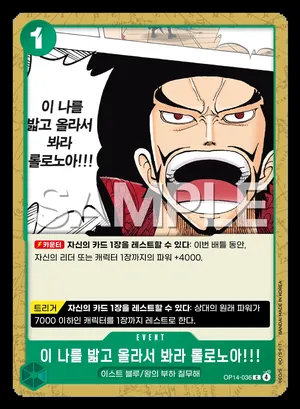 1
이 나를
밟고 올라서
봐라
롤로노아!!!
SAMPLE
카운터 자신의 카드 1장을 레스트할 수 있다: 이번 배틀 동안,
자신의 리더 또는 캐릭터 1장까지의 파워 +4000.
트리거 자신의 카드 1장을 레스트할 수 있다: 상대의 원래 파워가
7000 이하인 캐릭터를 1장까지 레스트로 한다.
EVENT
이 나를 밟고 올라서 봐라 롤로노아!!!
이스트 블루/왕의 부하 칠무해
OP14-036